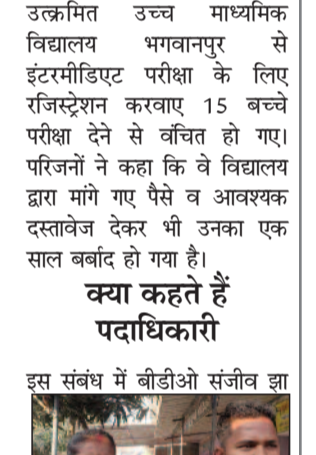 उत्क्रमित उच्च माध्यमिक
विद्यालय भगवानपुर से
इंटरमीडिएट परीक्षा के लिए
रजिस्ट्रेशन करवाए 15 बच्चे
परीक्षा देने से वंचित हो गए।
परिजनों ने कहा कि वे विद्यालय
द्वारा मांगे गए पैसे व आवश्यक
दस्तावेज देकर भी उनका एक
साल बर्बाद हो गया है।
क्या कहते हैं
पदाधिकारी
इस संबंध में बीडीओ संजीव झा